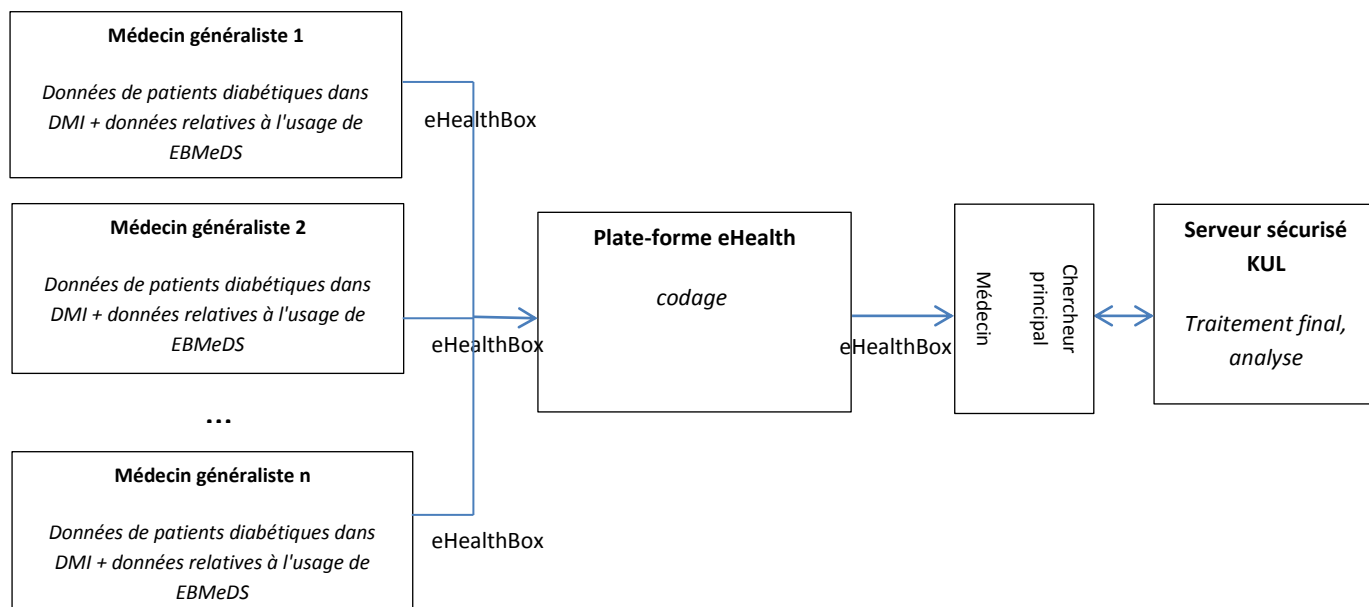 Médecin généraliste 1
Données de patients diabétiques dans
DMI + données relatives à l'usage de
EBMeDS
eHealthBox
Médecin généraliste 2
Données de patients diabétiques dans
DMI + données relatives à l'usage de
EBMeDS
eHealthBox
...
Médecin généraliste n
Données de patients diabétiques dans
DMI + données relatives à l'usage de
EBMeDS
eHealthBox
Plate-forme eHealth
codage
eHealthBox
Chercheur
principal
Médecin
Serveur sécurisé
KUL
Traitement final,
analyse